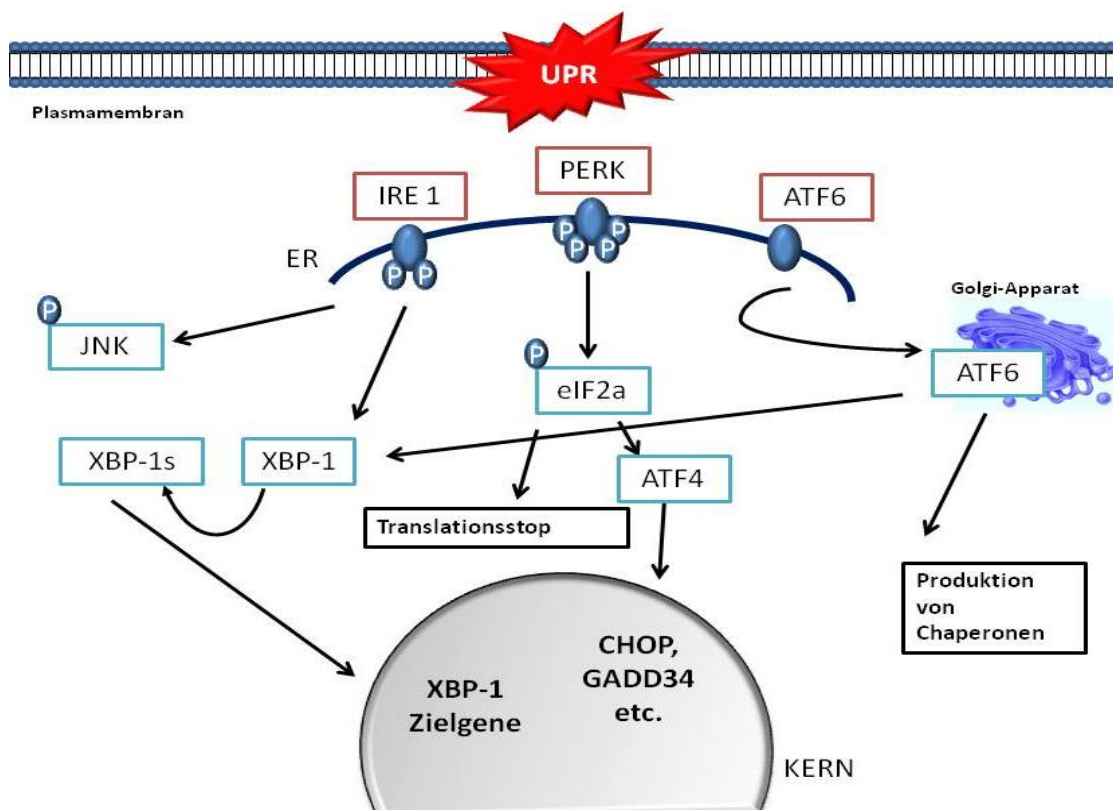 UPR
Plasmamembran
PERK
IRE 1
ATF6
P P
P P
P P
ER
Golgi-Apparat
P
JNK
P
eIF2a
ATF6
XBP-1s
XBP-1
ATF4
Translationsstop
Produktion
von
Chaperonen
CHOP,
GADD34
etc.
XBP-1
Zielgene
KERN